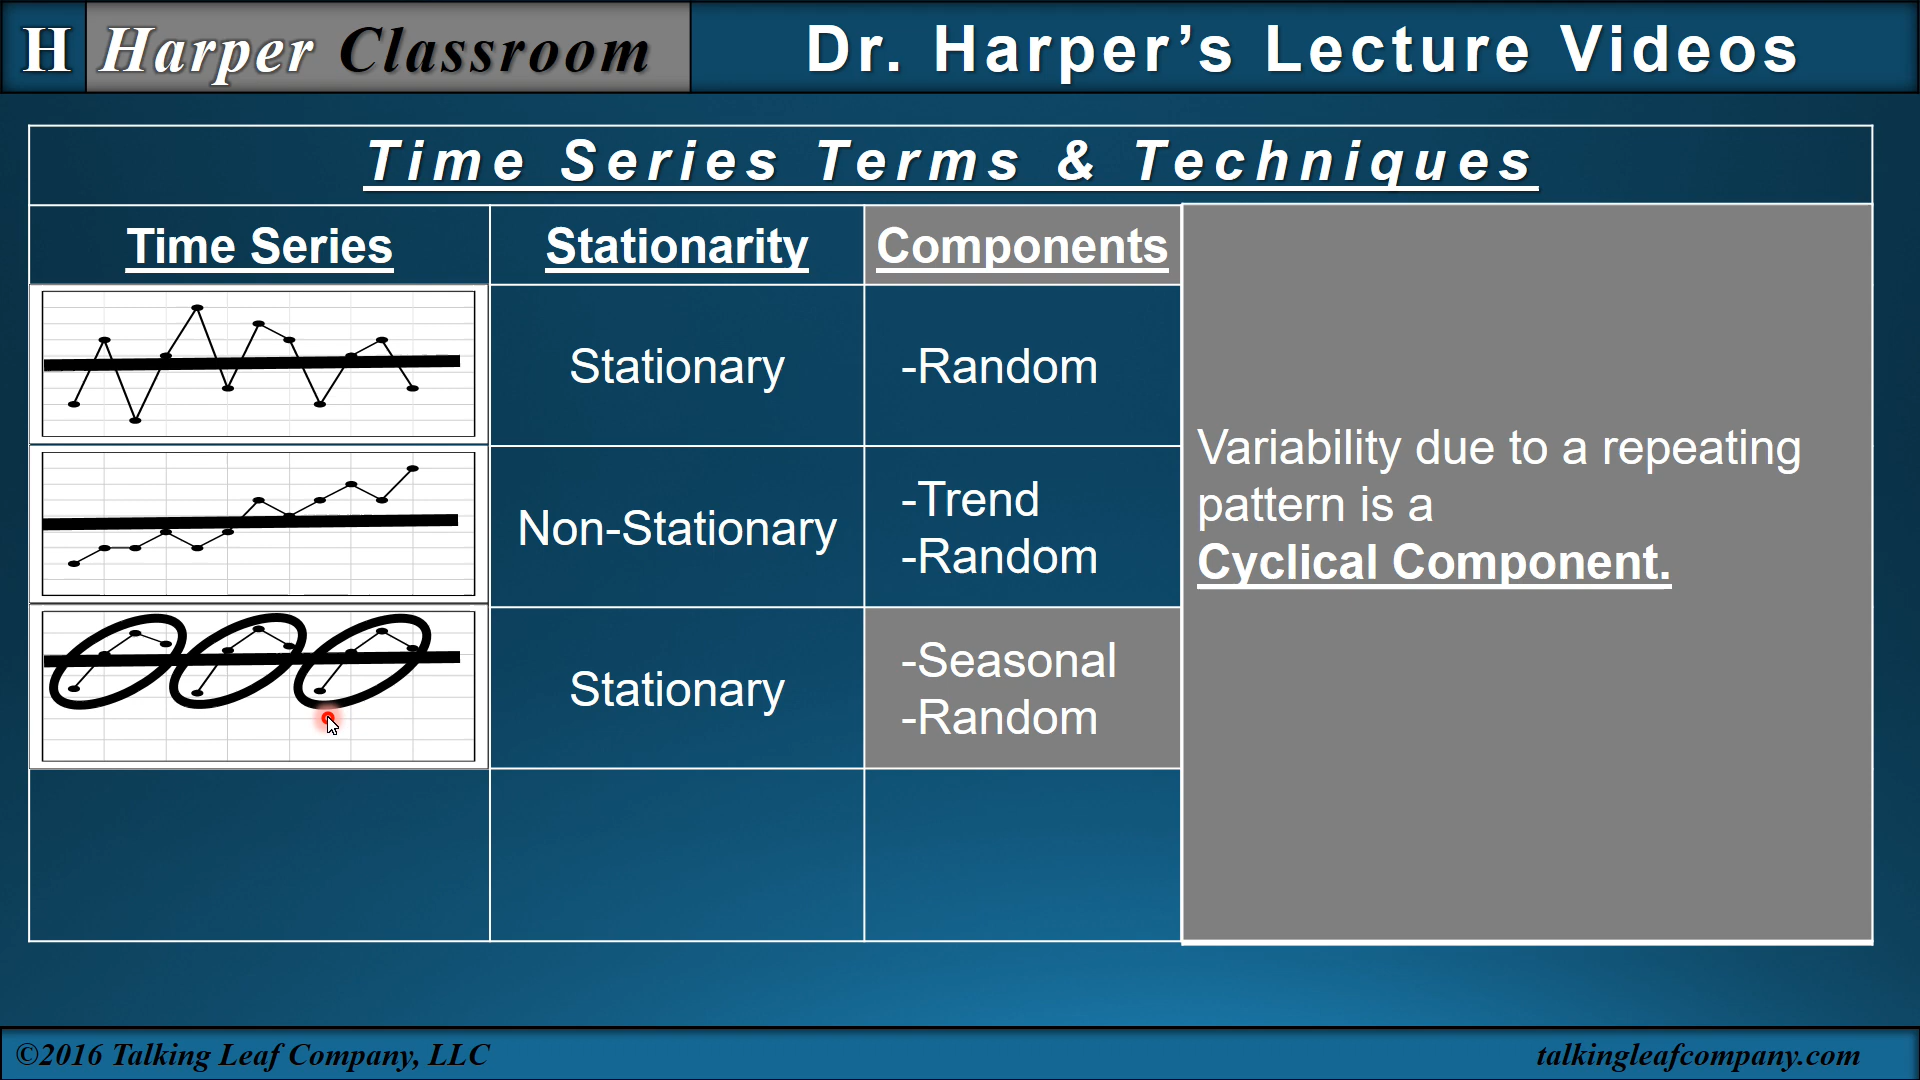 H Harper Classroom
Dr. Harper’s Lecture Videos
Time Series Terms & Techniques
Time Series
Stationarity
Components
Stationary
-Random
Non-Stationary
-Trend
-Random
Stationary
-Seasonal
-Random
Variability due to a repeating
pattern is a
Cyclical Component.
©2016 Talking Leaf Company, LLC
talkingleafcompany.com